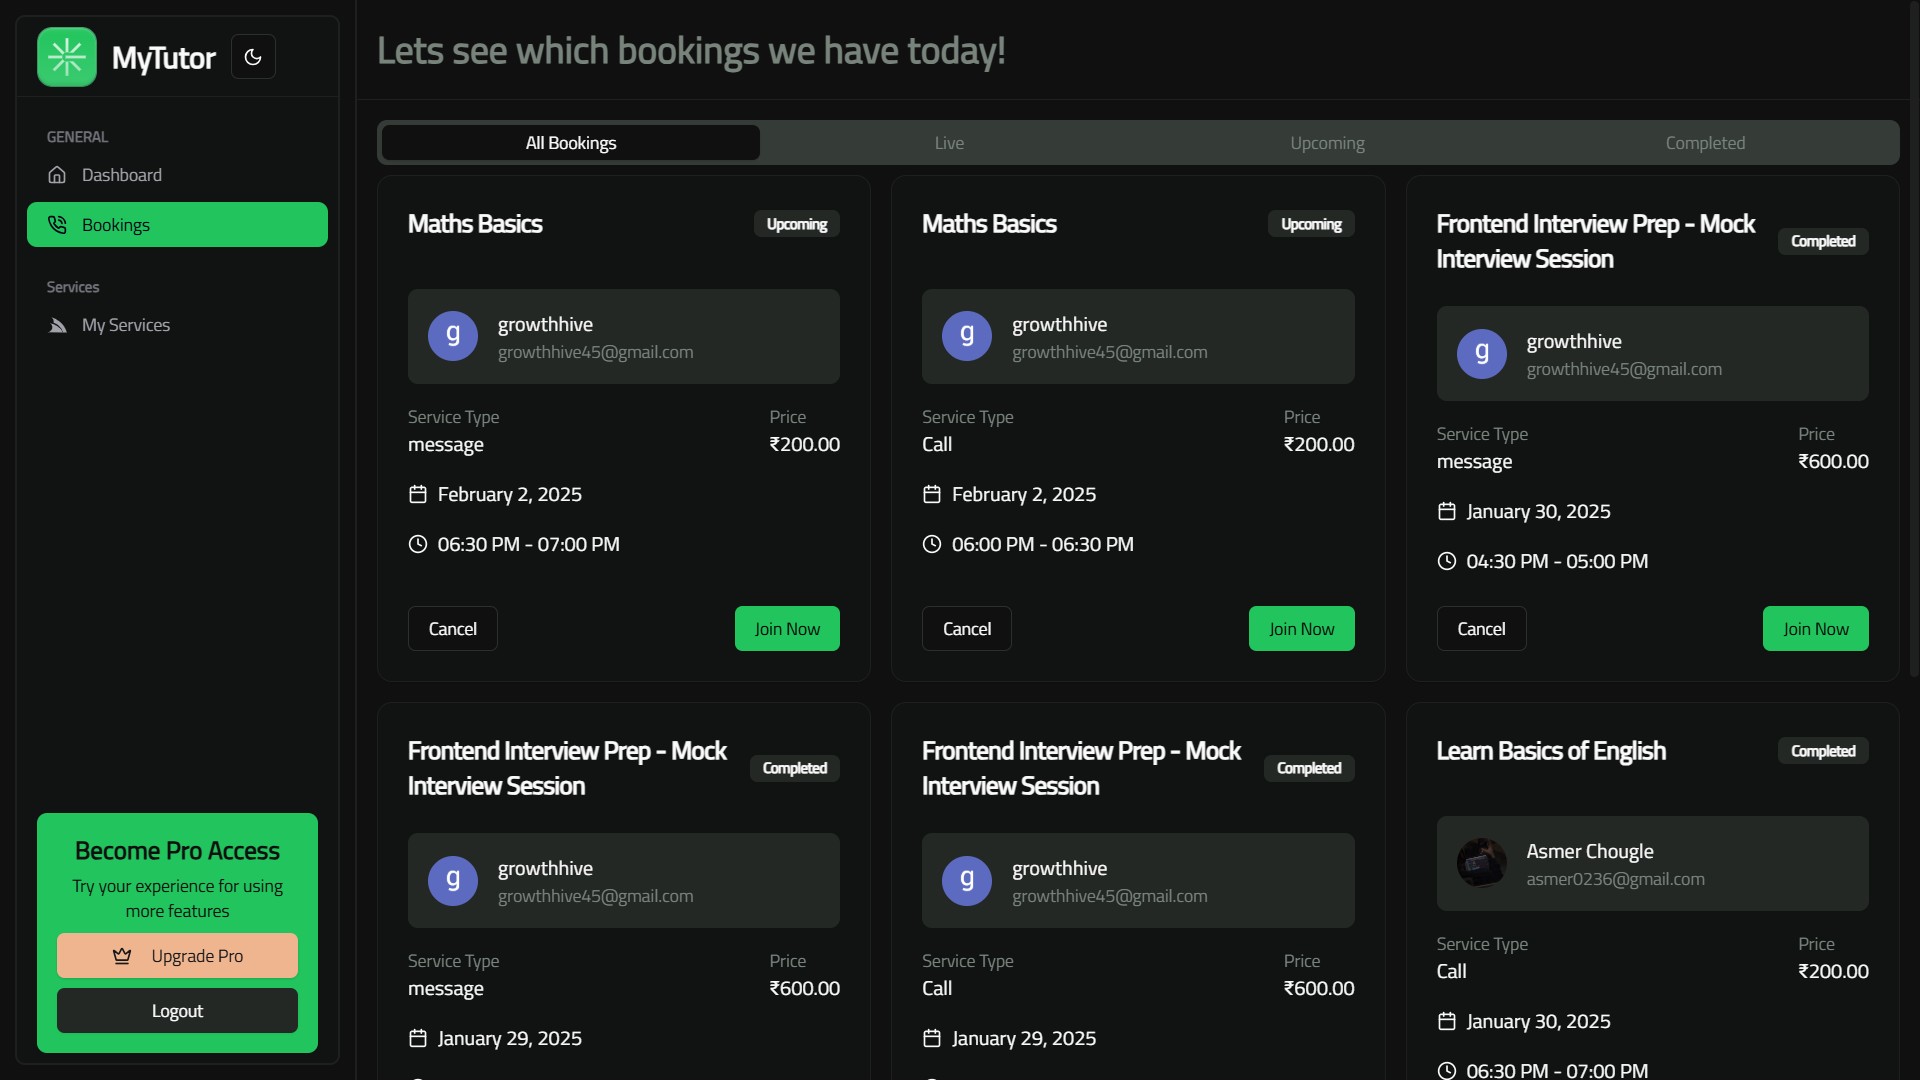 MyTutor
GENERAL
Dashboard
Bookings
Services
My Services
Become Pro Access
Try your experience for using
more features
Upgrade Pro
Logout
Lets see which bookings we have today!
All Bookings
Live
Upcoming
Completed
Maths Basics
Upcoming
g
growthhive
growthhive45@gmail.com
Service Type
Price
message
₹200.00
February 2, 2025
06:30 PM - 07:00 PM
Cancel
Join Now
Maths Basics
Upcoming
g
growthhive
growthhive45@gmail.com
Service Type
Price
Call
₹200.00
February 2, 2025
06:00 PM - 06:30 PM
Cancel
Join Now
Frontend Interview Prep - Mock
Interview Session
Completed
g
growthhive
growthhive45@gmail.com
Service Type
Price
message
₹600.00
January 30, 2025
04:30 PM - 05:00 PM
Cancel
Join Now
Frontend Interview Prep - Mock
Interview Session
Completed
g
growthhive
growthhive45@gmail.com
Service Type
Price
message
₹600.00
January 29, 2025
Frontend Interview Prep - Mock
Interview Session
Completed
g
growthhive
growthhive45@gmail.com
Service Type
Price
Call
₹600.00
January 29, 2025
Learn Basics of English
Completed
Asmer Chougle
asmer0236@gmail.com
Service Type
Price
Call
₹200.00
January 30, 2025
06:30 PM - 07:00 PM